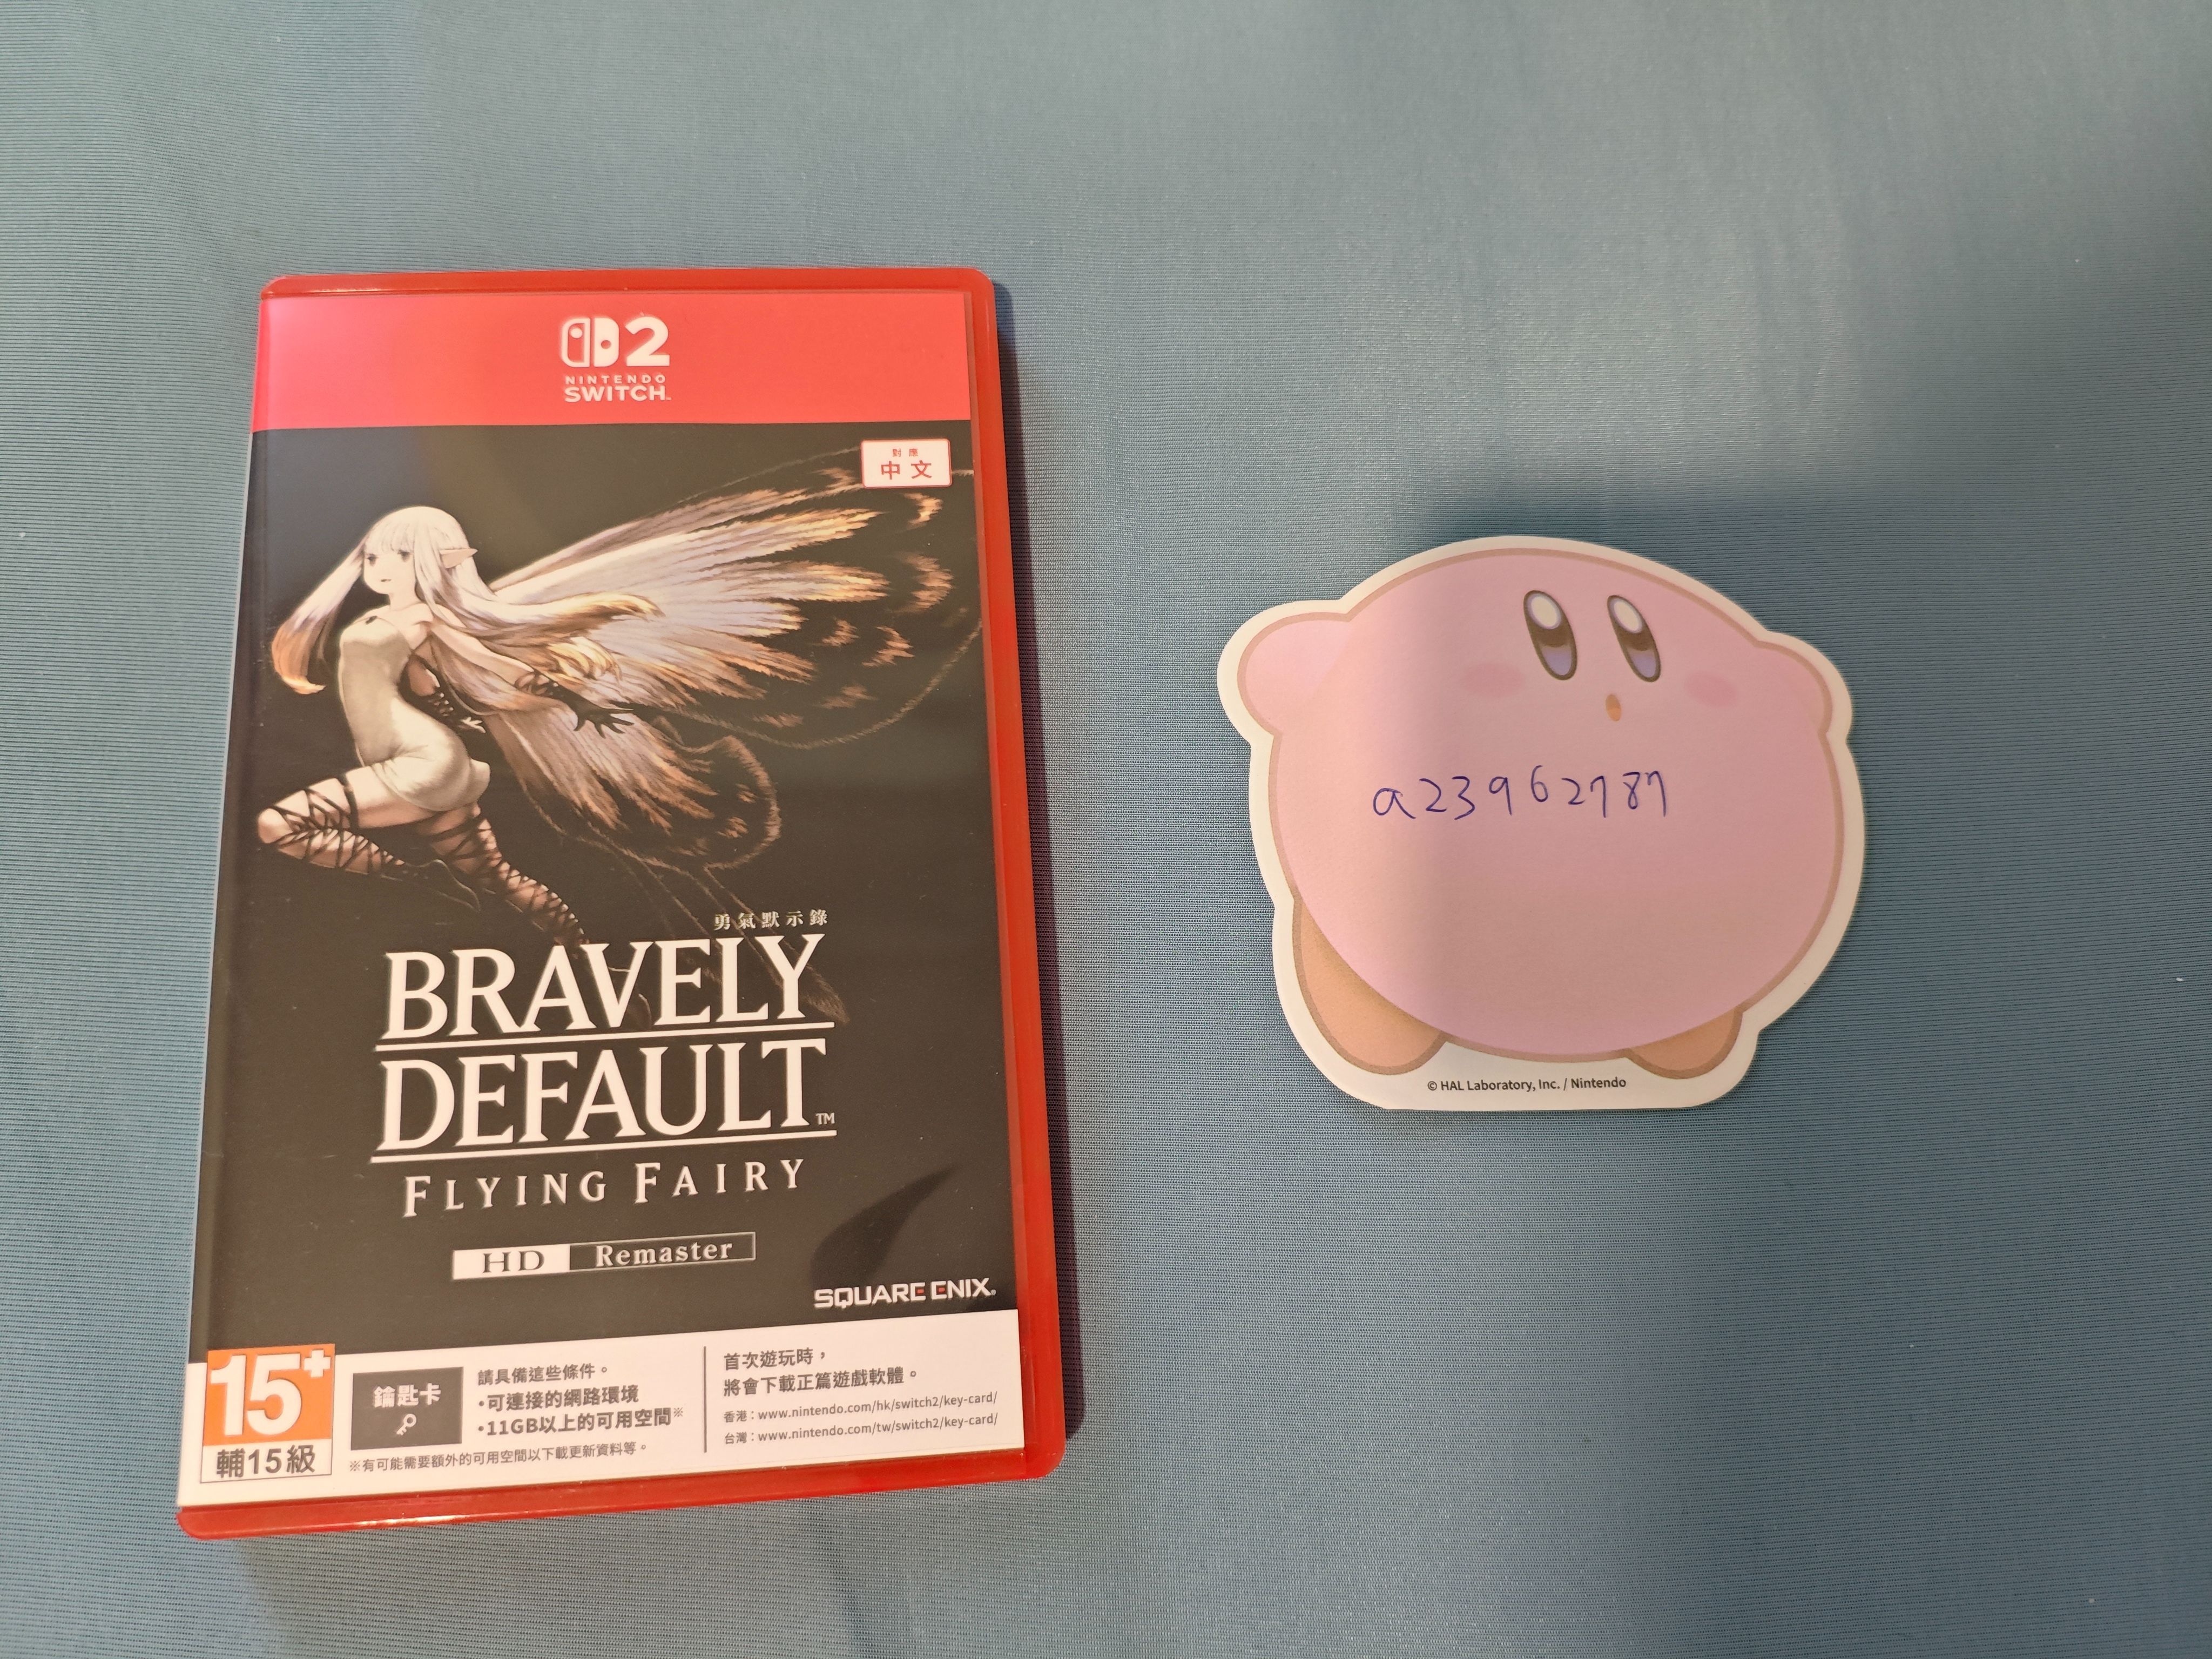 2
NINTENDO
SWITCH™
對應
中文
勇氣默示錄
BRAVELY
DEFAULT™
FLYING FAIRY
HD Remaster
SQUARE ENIX®
15+
輔15級
鑰匙卡
請具備這些條件。
•可連接的網路環境
•11GB以上的可用空間※
※有可能需要額外的可用空間以下載更新資料等。
首次遊玩時，
將會下載正篇遊戲軟體。
香港：www.nintendo.com/hk/switch2/key-card/
台灣：www.nintendo.com/tw/switch2/key-card/
a23962787
© HAL Laboratory, Inc. / Nintendo